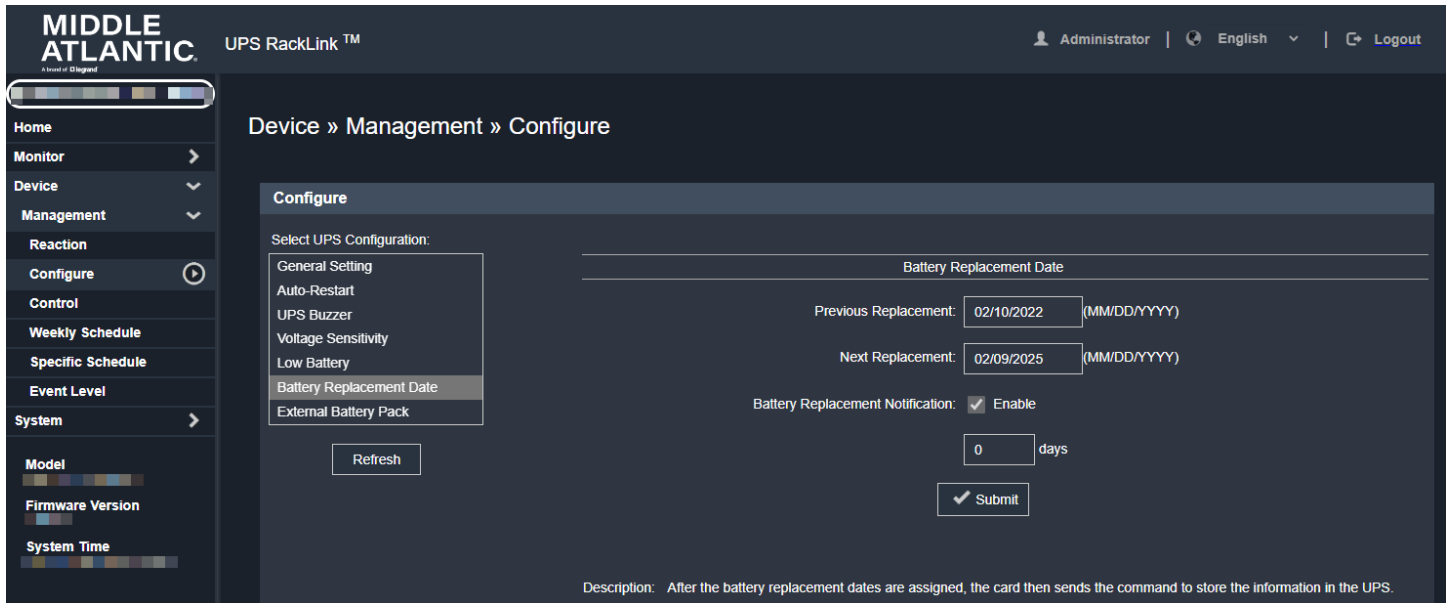 MIDDLE
ATLANTIC.
A brand of legrand
UPS RackLink ™
Administrator | English | Logout
Home
Monitor
Device
Management
Reaction
Configure
Control
Weekly Schedule
Specific Schedule
Event Level
System
Model
Firmware Version
System Time
Device » Management » Configure
Configure
Select UPS Configuration:
General Setting
Auto-Restart
UPS Buzzer
Voltage Sensitivity
Low Battery
Battery Replacement Date
External Battery Pack
Refresh
Battery Replacement Date
Previous Replacement: 02/10/2022 (MM/DD/YYYY)
Next Replacement: 02/09/2025 (MM/DD/YYYY)
Battery Replacement Notification: Enable
0 days
Submit
Description: After the battery replacement dates are assigned, the card then sends the command to store the information in the UPS.